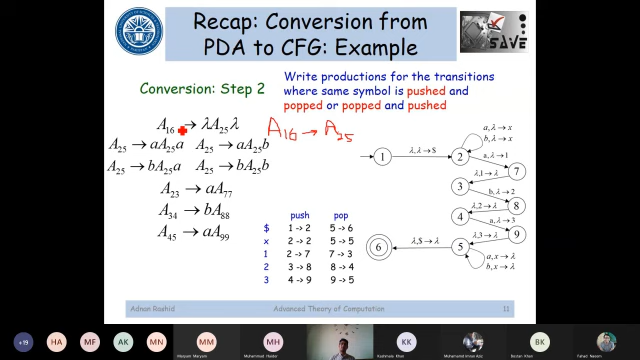 Recap: Conversion from
PDA to CFG: Example
SAVE
Conversion: Step 2
Write productions for the transitions
where same symbol is pushed and
popped or popped and pushed
A₁₆ → λA₂₅λ
A₁₆ → A₂₅
A₂₅ → aA₂₅a A₂₅ → aA₂₅b
A₂₅ → bA₂₅a A₂₅ → bA₂₅b
A₂₃ → aA₇₇
A₃₄ → bA₈₈
A₄₅ → aA₉₉
push pop
$ 1 → 2 5 → 6
x 2 → 2 5 → 5
1 2 → 7 7 → 3
2 3 → 8 8 → 4
3 4 → 9 9 → 5
a, λ → x
b, λ → x
1 λ, λ → $ 2
a, λ → 1
7
λ,1 → λ
3
b, λ → 2
8
λ,2 → λ
4
a, λ → 3
9
λ,3 → λ
6 λ,$ → λ 5
a, x → λ
b, x → λ
Adnan Rashid Advanced Theory of Computation 11
+19 HA MF AK MN MM MH KK BK
Maryam Maryam